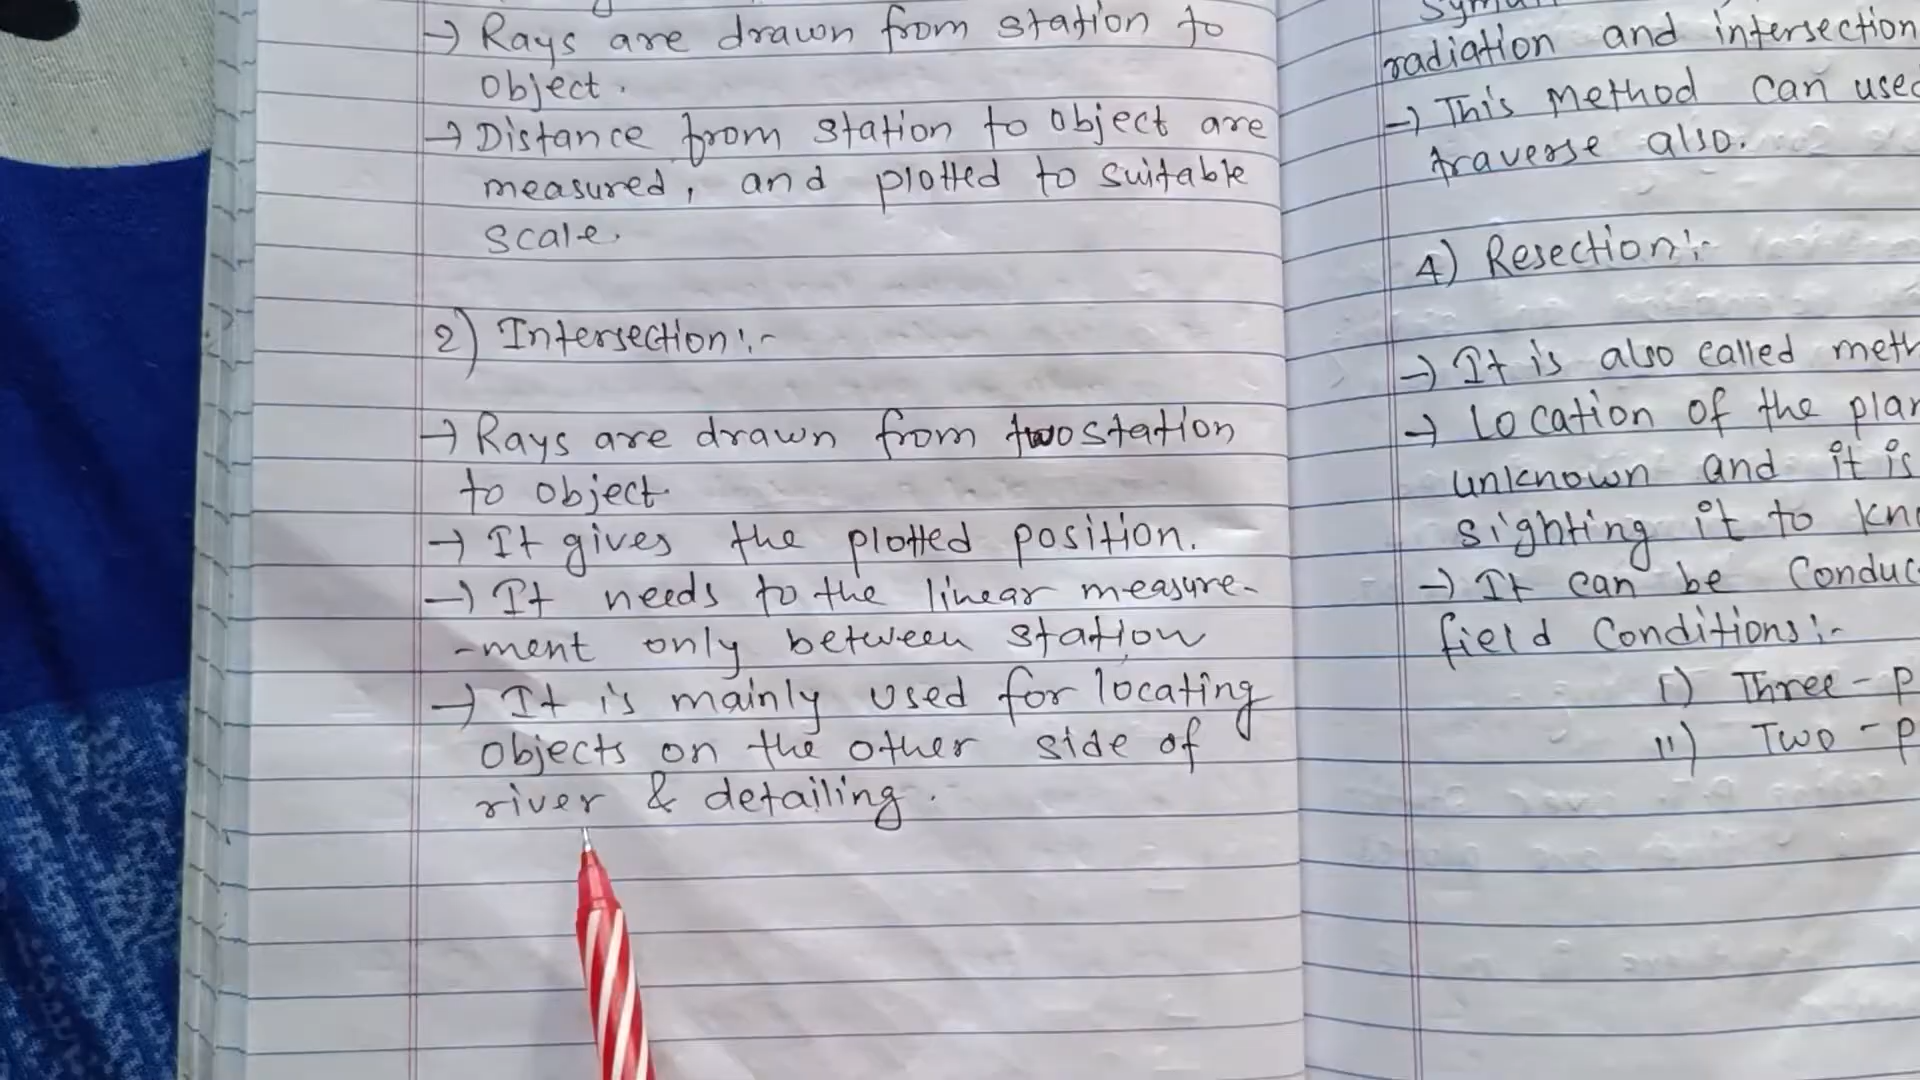 → Rays are drawn from station to
object.
→ Distance from station to object are
measured, and plotted to suitable
scale.
2) Intersection:-
→ Rays are drawn from two station
to object.
→ It gives the plotted position.
→ It needs to the linear measure-
-ment only between station
→ It is mainly used for locating
objects on the other side of
river & detailing.
radiation and intersection
→ This method can used
traverse also.
4) Resection:-
→ It is also called
→ location of the
unknown and it is
sighting it to
→ It can be
field Conditions:-
I) Three-P
II) Two-P